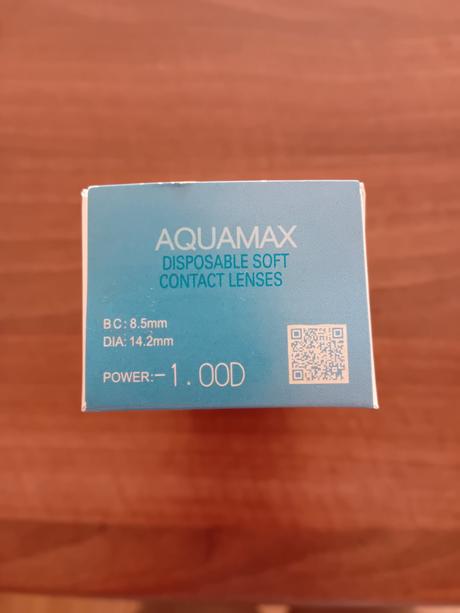 AQUAMAX
DISPOSABLE SOFT
CONTACT LENSES
BC: 8.5mm
DIA: 14.2mm
POWER:-1.00D